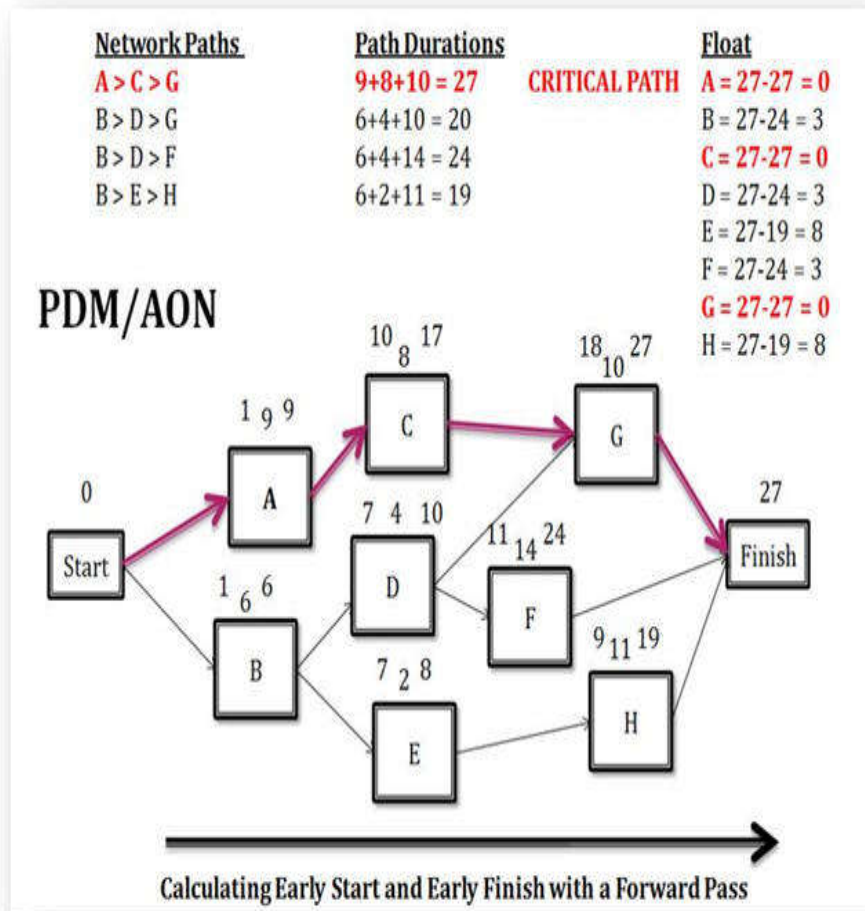 Network Paths Path Durations Float
A > C > G 9+8+10 = 27 CRITICAL PATH A = 27-27 = 0
B > D > G 6+4+10 = 20 B = 27-24 = 3
B > D > F 6+4+14 = 24 C = 27-27 = 0
B > E > H 6+2+11 = 19 D = 27-24 = 3
E = 27-19 = 8
F = 27-24 = 3
G = 27-27 = 0
H = 27-19 = 8
PDM/AON
10 8 17
C
18 10 27
G
1 9 9
A
0
Start
7 4 10
D
11 14 24
F
27
Finish
1 6 6
B
7 2 8
E
9 11 19
H
Calculating Early Start and Early Finish with a Forward Pass